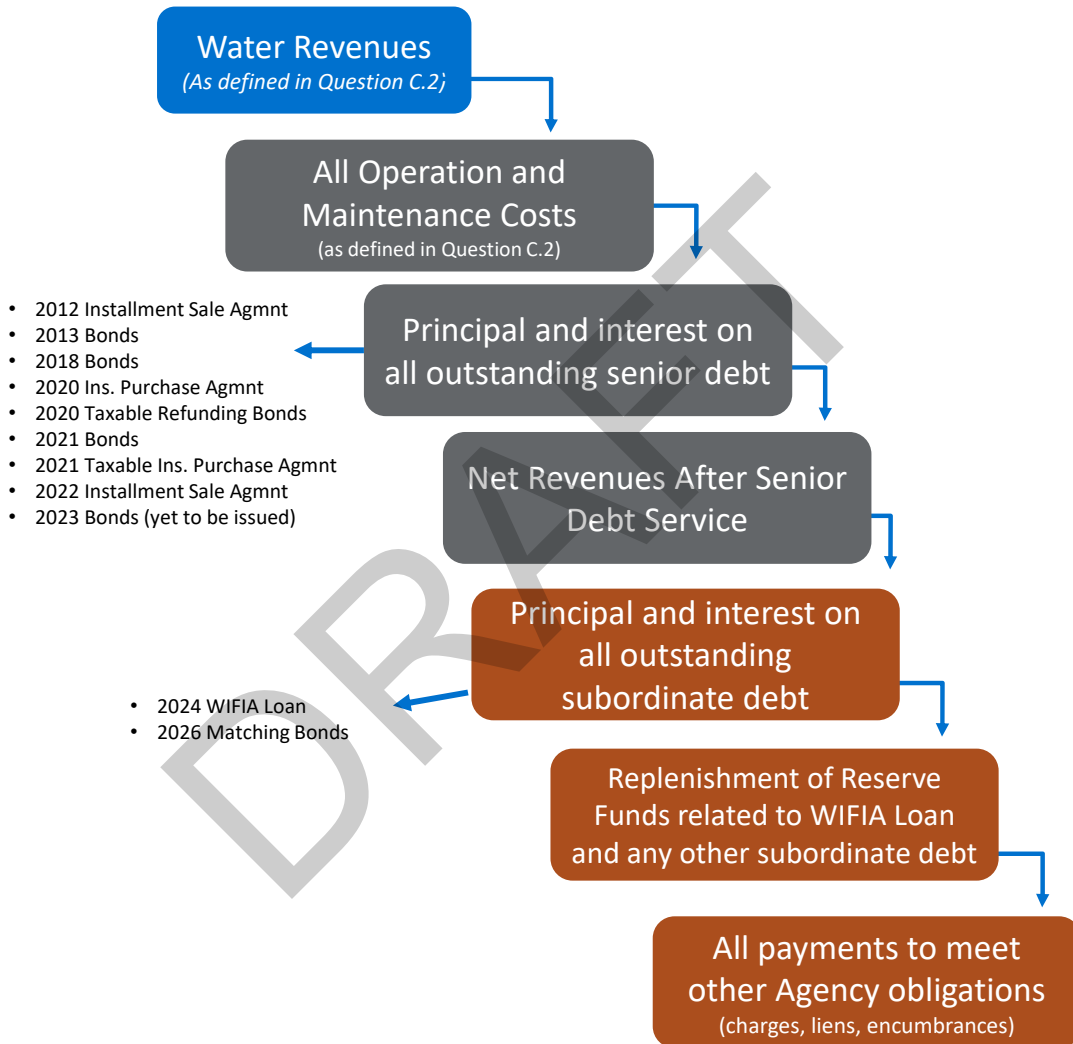 Water Revenues
(As defined in Question C.2)
All Operation and
Maintenance Costs
(as defined in Question C.2)
• 2012 Installment Sale Agmnt
• 2013 Bonds
• 2018 Bonds
• 2020 Ins. Purchase Agmnt
• 2020 Taxable Refunding Bonds
• 2021 Bonds
• 2021 Taxable Ins. Purchase Agmnt
• 2022 Installment Sale Agmnt
• 2023 Bonds (yet to be issued)
Principal and interest on
all outstanding senior debt
Net Revenues After Senior
Debt Service
Principal and interest on
all outstanding
subordinate debt
• 2024 WIFIA Loan
• 2026 Matching Bonds
Replenishment of Reserve
Funds related to WIFIA Loan
and any other subordinate debt
All payments to meet
other Agency obligations
(charges, liens, encumbrances)
DRAFT